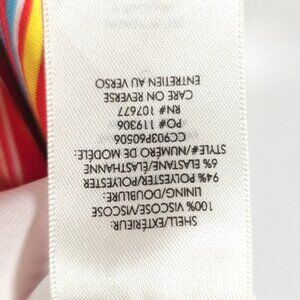 SHELL/EXTÉRIEUR:
100% VISCOSE/VISCOSE
LINING/DOUBLURE:
94% POLYESTER/POLYESTER
6% ELASTANE/ÉLASTHANNE
STYLE#/NUMÉRO DE MODÈLE:
CC903P60506
PO# 119306
RN# 107677
CARE ON REVERSE
ENTRETIEN AU VERSO